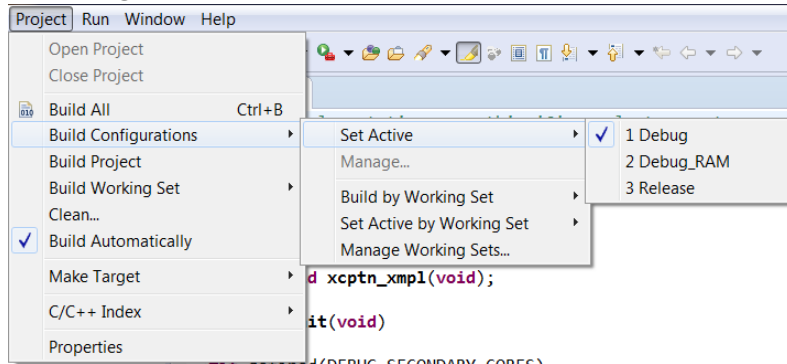 Project Run Window Help
Open Project
Close Project
Build All Ctrl+B
Build Configurations
Build Project
Build Working Set
Clean...
Build Automatically
Make Target
C/C++ Index
Properties
Set Active
Manage...
Build by Working Set
Set Active by Working Set
Manage Working Sets...
1 Debug
2 Debug_RAM
3 Release
d xcptn_xmpl(void);
it(void)
(DEBUG_SECONDARY_CORES)